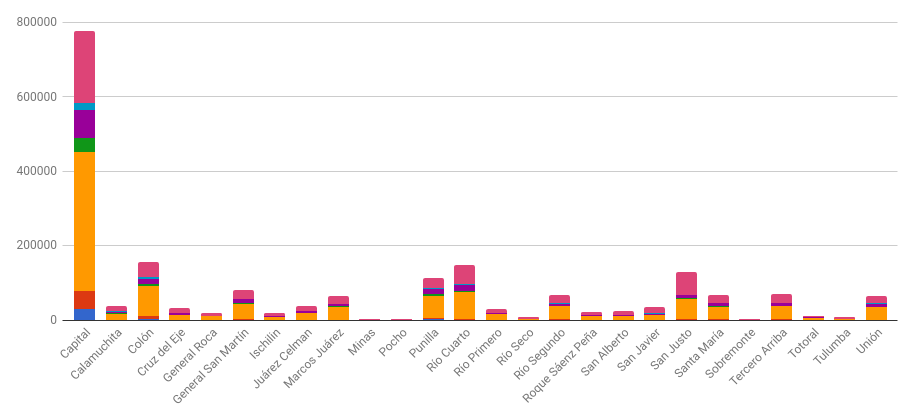 800000
600000
400000
200000
0
Capital
Calamuchita
Colón
Cruz del Eje
General Roca
General San Martín
Ischilín
Juárez Celman
Marcos Juárez
Minas
Pocho
Punilla
Río Cuarto
Río Primero
Río Seco
Río Segundo
Roque Sáenz Peña
San Alberto
San Javier
San Justo
Santa María
Sobremonte
Tercero Arriba
Totoral
Tulumba
Unión